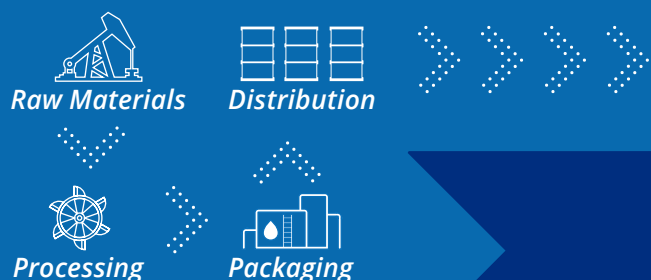 Raw Materials
Distribution
Processing
Packaging